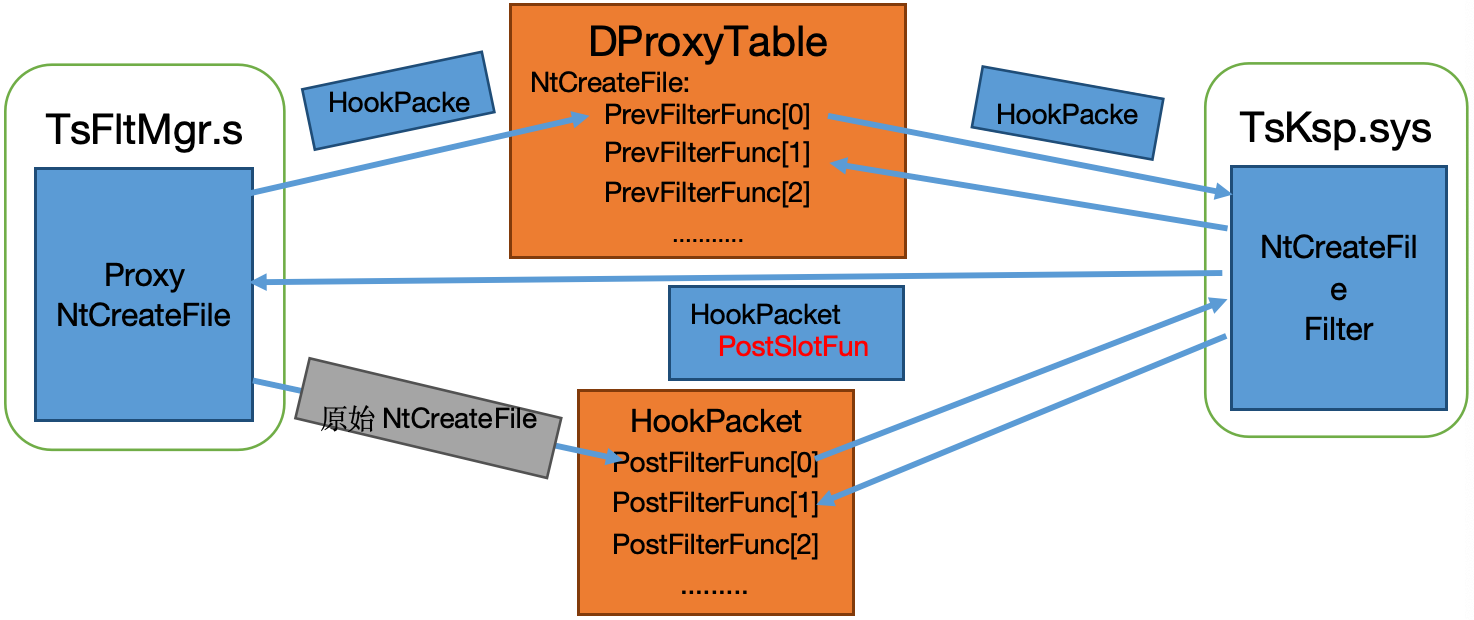 DProxyTable
NtCreateFile:
PrevFilterFunc[0]
PrevFilterFunc[1]
PrevFilterFunc[2]
...........
HookPacke
HookPacke
TsFltMgr.s
Proxy
NtCreateFile
TsKsp.sys
NtCreateFil
e
Filter
HookPacket
PostSlotFun
原始 NtCreateFile
HookPacket
PostFilterFunc[0]
PostFilterFunc[1]
PostFilterFunc[2]
.........